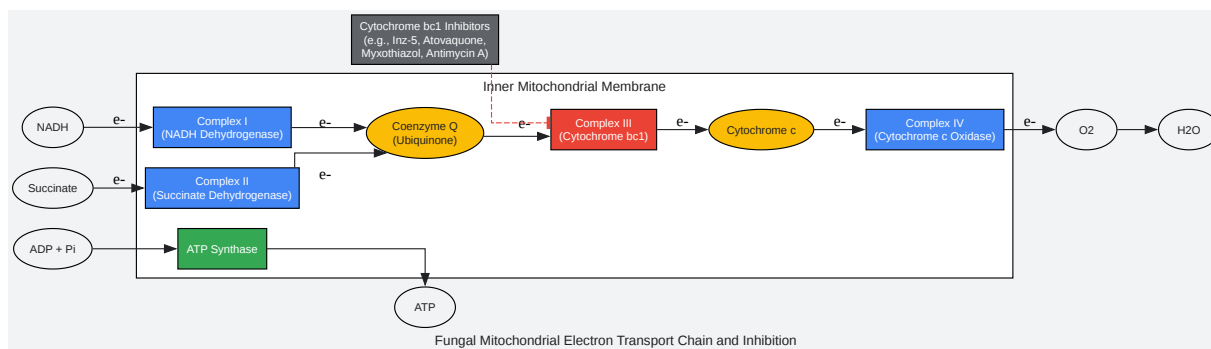 Cytochrome bc1 Inhibitors
(e.g., Inz-5, Atovaquone,
Myxothiazol, Antimycin A)
Inner Mitochondrial Membrane
NADH
e-
Complex I
(NADH Dehydrogenase)
e-
Coenzyme Q
(Ubiquinone)
e-
Complex III
(Cytochrome bc1)
e-
Cytochrome c
e-
Complex IV
(Cytochrome c Oxidase)
e-
O2
H2O
Succinate
e-
Complex II
(Succinate Dehydrogenase)
e-
ADP + Pi
ATP Synthase
ATP
Fungal Mitochondrial Electron Transport Chain and Inhibition